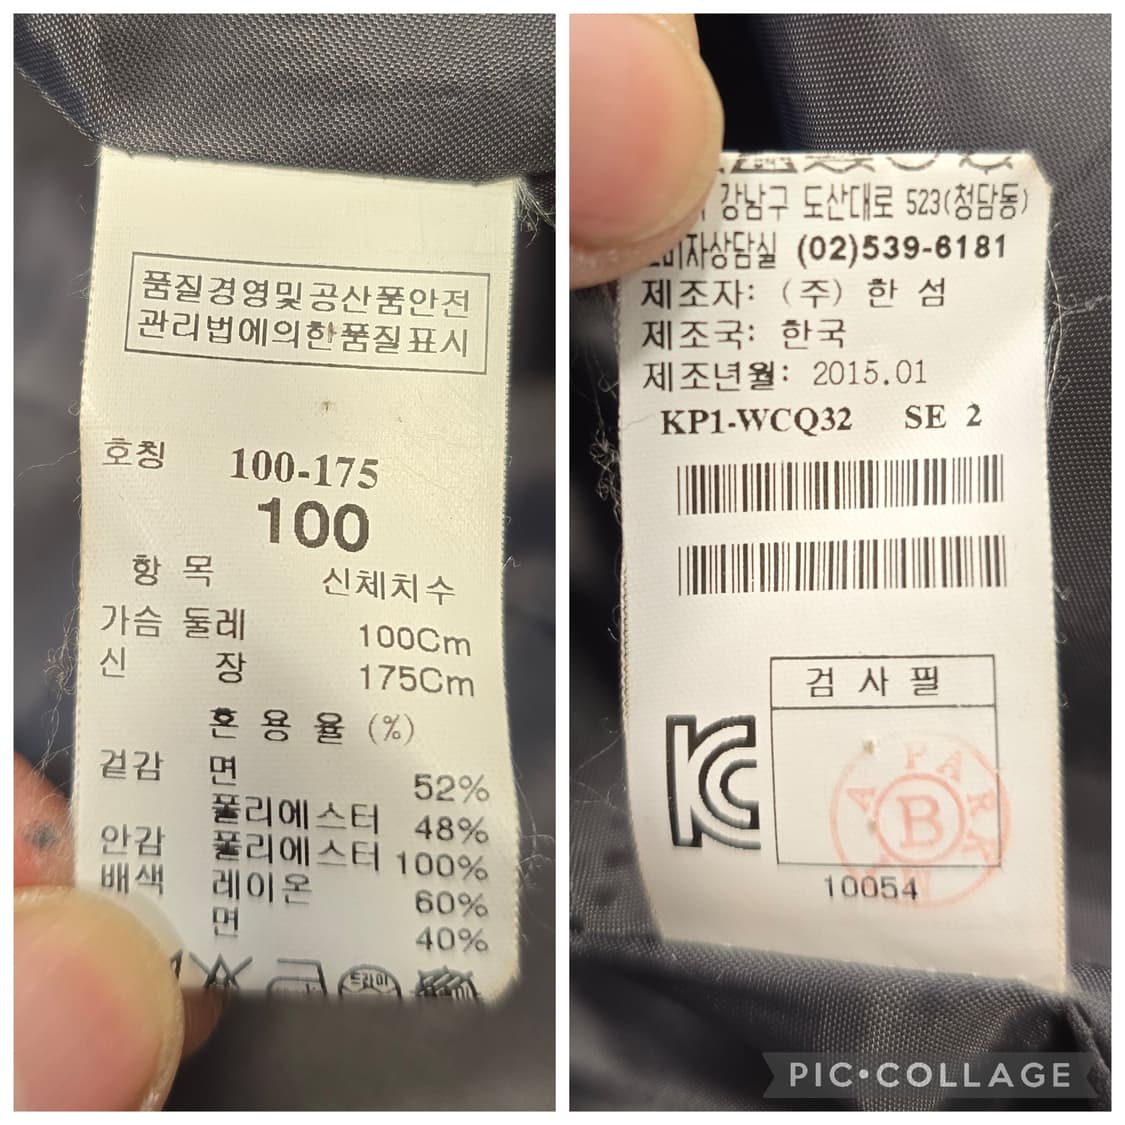 품질경영및공산품안전
관리법에의한품질표시
호칭 100-175
100
항 목 신체치수
가슴 둘레 100Cm
신 장 175Cm
혼 용 율 (%)
겉감 면 52%
폴리에스터 48%
안감 폴리에스터 100%
배색 레이온 60%
면 40%
드라이
강남구 도산대로 523(청담동)
(02)539-6181
제조자: (주) 한 섬
제조국: 한국
제조년월: 2015.01
KP1-WCQ32 SE 2
검 사 필
B
10054
PIC•COLLAGE